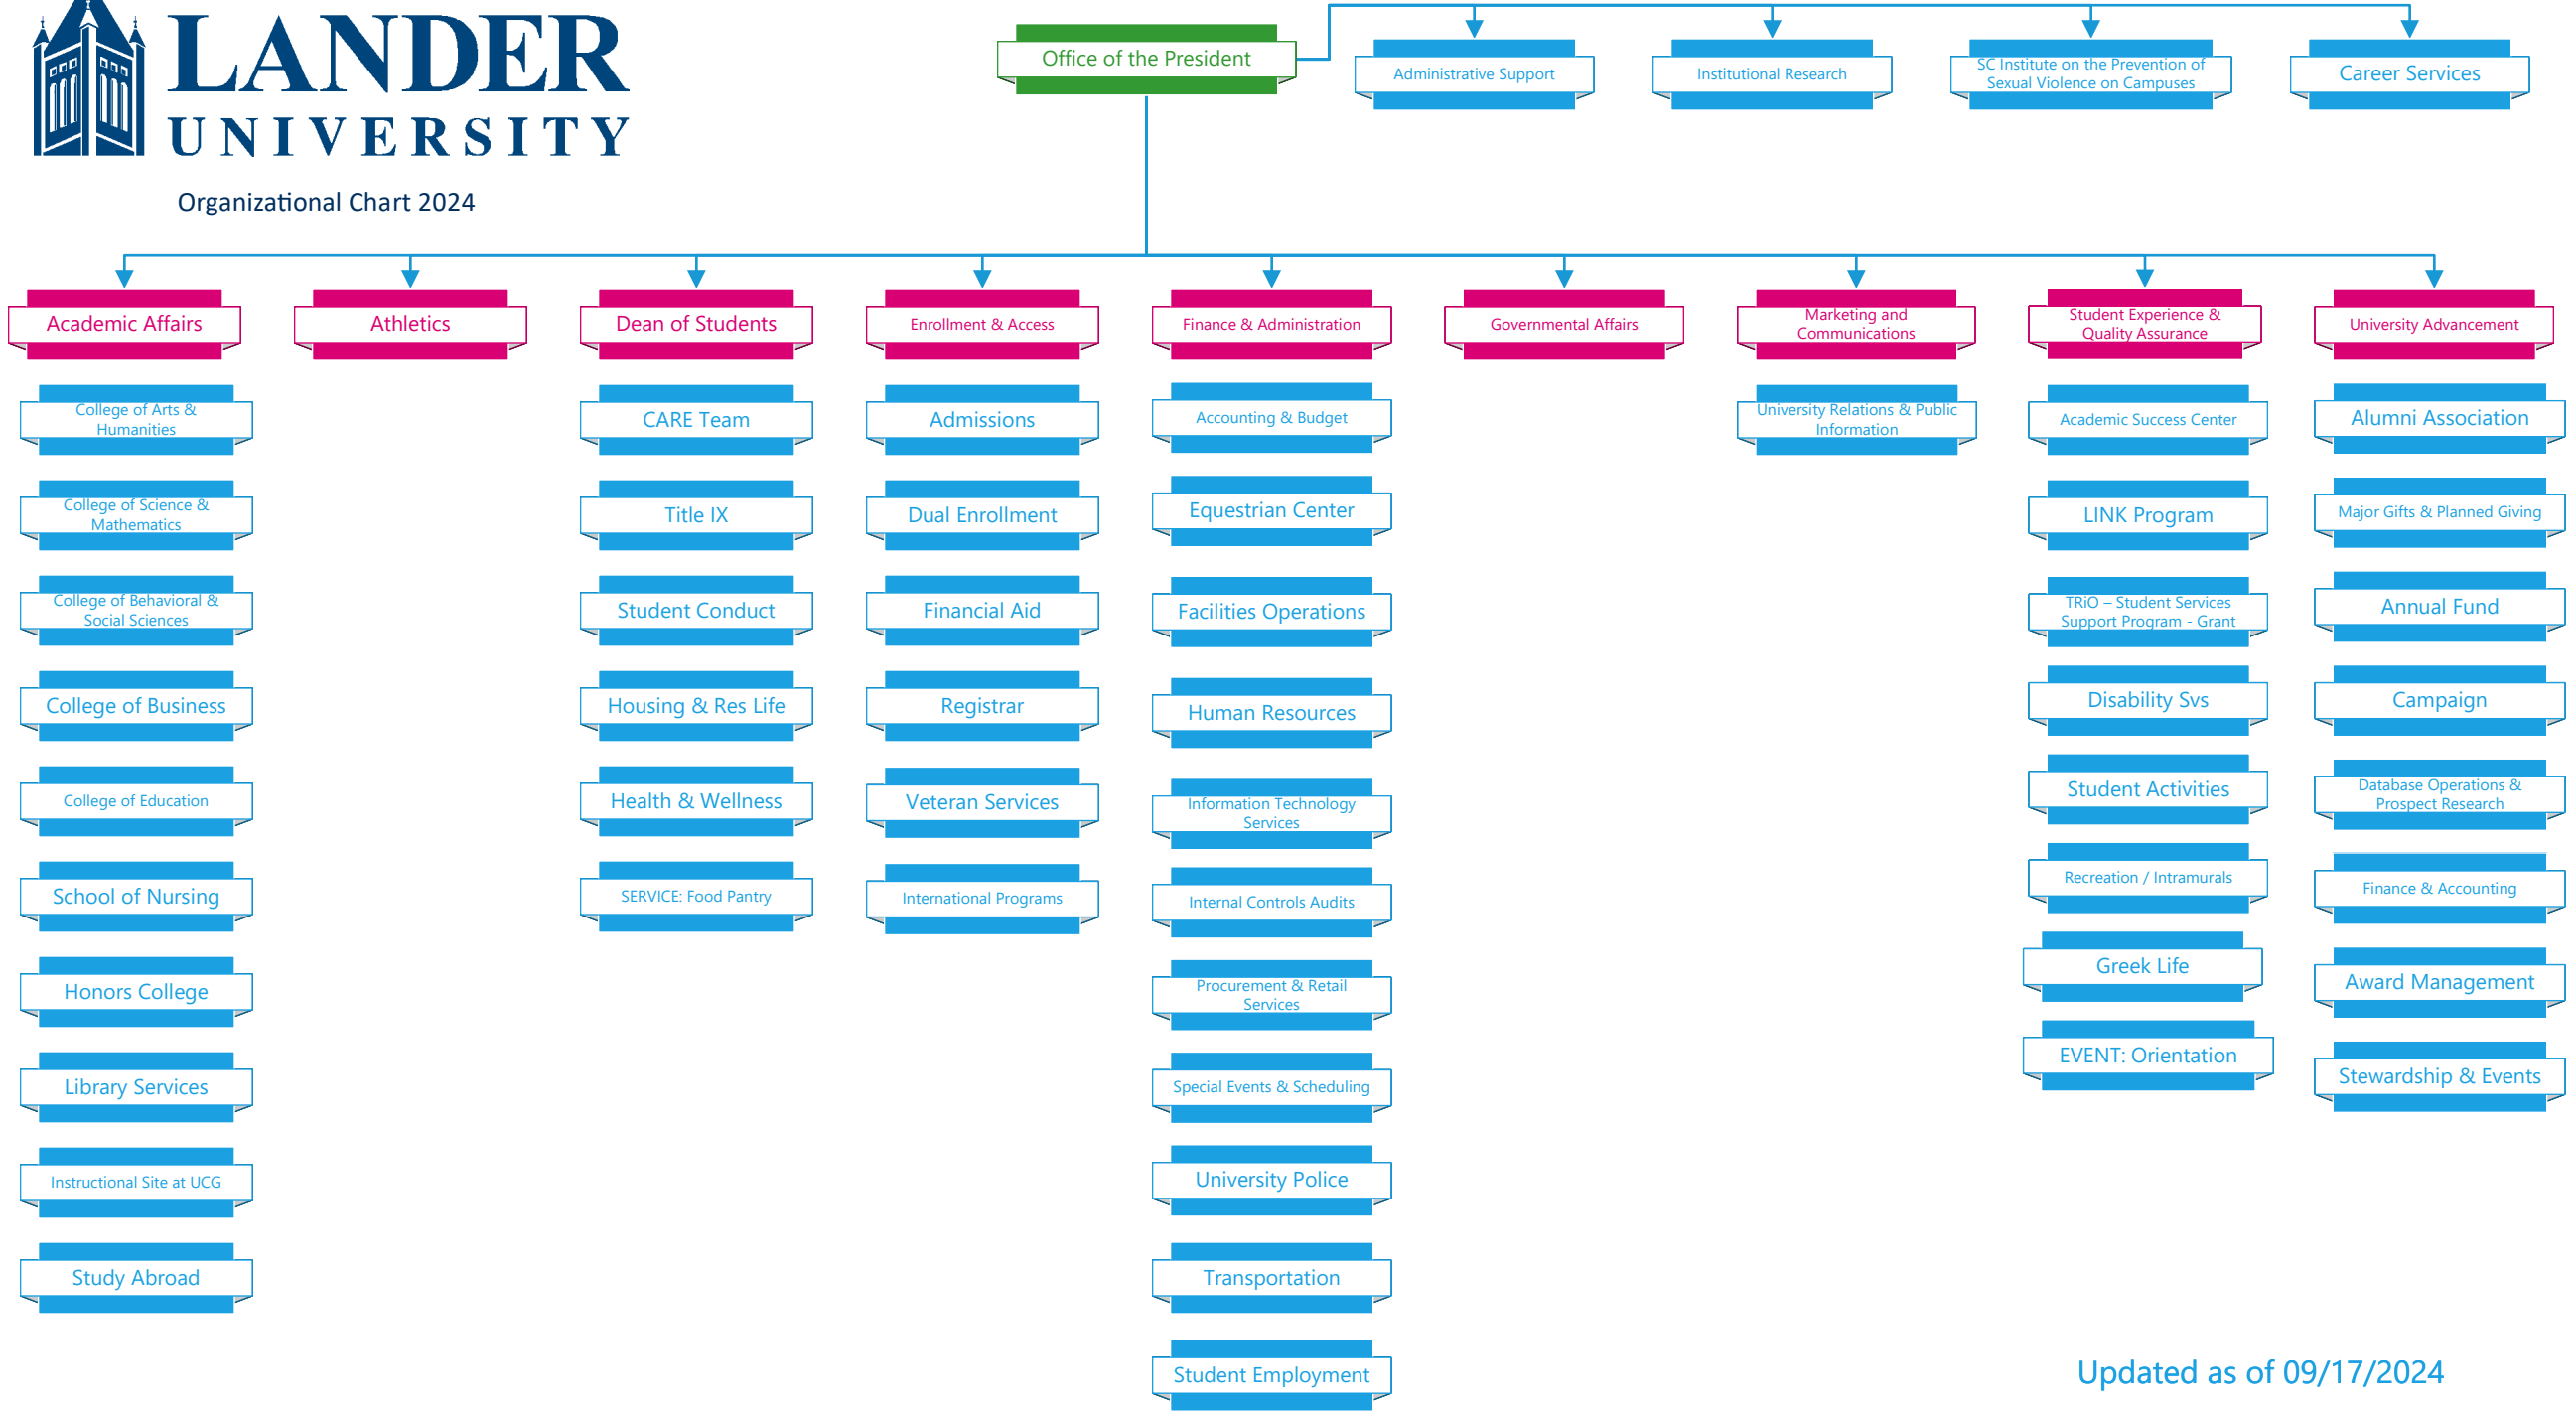 LANDER
UNIVERSITY
Organizational Chart 2024
Office of the President
Administrative Support
Institutional Research
SC Institute on the Prevention of
Sexual Violence on Campuses
Career Services
Academic Affairs
Athletics
Dean of Students
Enrollment & Access
Finance & Administration
Governmental Affairs
Marketing and
Communications
Student Experience &
Quality Assurance
University Advancement
College of Arts &
Humanities
College of Science &
Mathematics
College of Behavioral &
Social Sciences
College of Business
College of Education
School of Nursing
Honors College
Library Services
Instructional Site at UCG
Study Abroad
CARE Team
Title IX
Student Conduct
Housing & Res Life
Health & Wellness
SERVICE: Food Pantry
Admissions
Dual Enrollment
Financial Aid
Registrar
Veteran Services
International Programs
Accounting & Budget
Equestrian Center
Facilities Operations
Human Resources
Information Technology
Services
Internal Controls Audits
Procurement & Retail
Services
Special Events & Scheduling
University Police
Transportation
Student Employment
University Relations & Public
Information
Academic Success Center
LINK Program
TRiO – Student Services
Support Program - Grant
Disability Svs
Student Activities
Recreation / Intramurals
Greek Life
EVENT: Orientation
Alumni Association
Major Gifts & Planned Giving
Annual Fund
Campaign
Database Operations &
Prospect Research
Finance & Accounting
Award Management
Stewardship & Events
Updated as of 09/17/2024